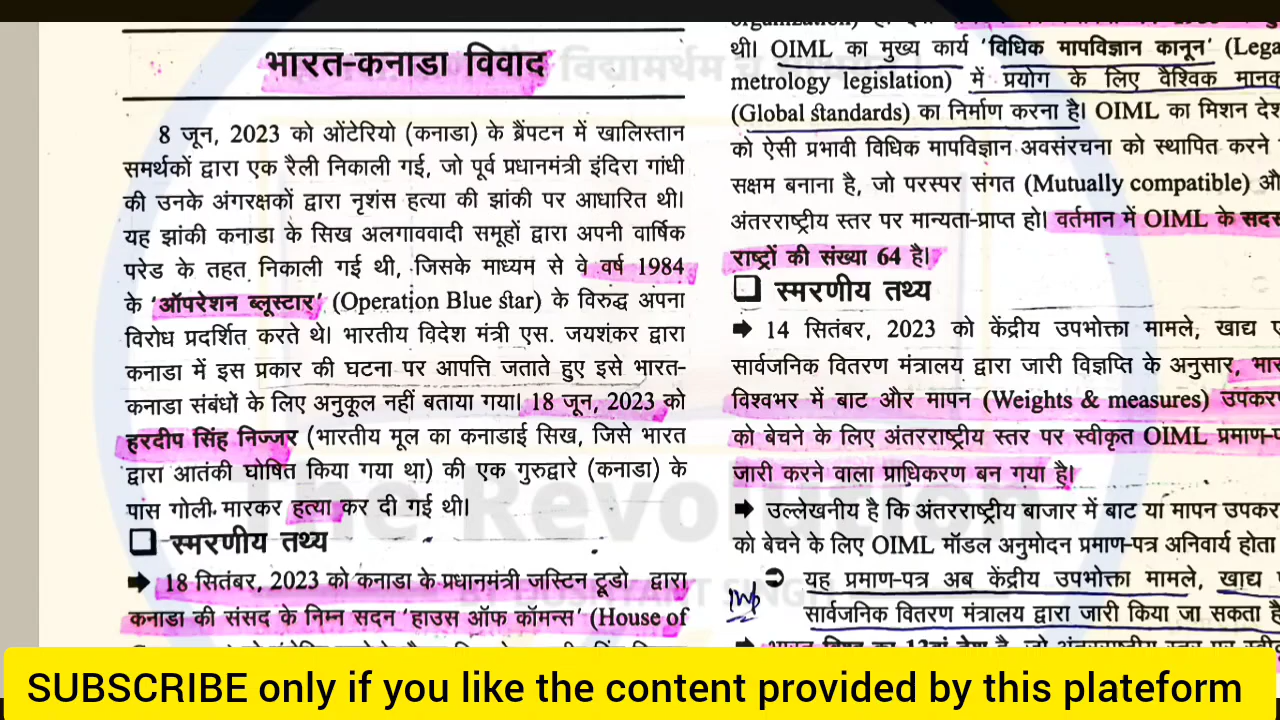 भारत-कनाडा विवाद
8 जून, 2023 को ओंटेरियो (कनाडा) के ब्रैंपटन में खालिस्तान
समर्थकों द्वारा एक रैली निकाली गई, जो पूर्व प्रधानमंत्री इंदिरा गांधी
की उनके अंगरक्षकों द्वारा नृशंस हत्या की झांकी पर आधारित थी।
यह झांकी कनाडा के सिख अलगाववादी समूहों द्वारा अपनी वार्षिक
परेड के तहत निकाली गई थी, जिसके माध्यम से वे वर्ष 1984
के 'ऑपरेशन ब्लूस्टार' (Operation Blue Star) के विरुद्ध अपना
विरोध प्रदर्शित करते थे। भारतीय विदेश मंत्री एस. जयशंकर द्वारा
कनाडा में इस प्रकार की घटना पर आपत्ति जताते हुए इसे भारत-
कनाडा संबंधों के लिए अनुकूल नहीं बताया गया। 18 जून, 2023 को
हरदीप सिंह निज्जर (भारतीय मूल का कनाडाई सिख, जिसे भारत
द्वारा आतंकी घोषित किया गया था) की एक गुरुद्वारे (कनाडा) के
पास गोली मारकर हत्या कर दी गई थी।
स्मरणीय तथ्य
18 सितंबर, 2023 को कनाडा के प्रधानमंत्री जस्टिन ट्रूडो द्वारा
कनाडा की संसद के निम्न सदन 'हाउस ऑफ कॉमन्स' (House of
थी। OIML का मुख्य कार्य 'विधिक मापविज्ञान कानून' (Lega
metrology legislation) में प्रयोग के लिए वैश्विक मानक
(Global Standards) का निर्माण करना है। OIML का मिशन देश
को ऐसी प्रभावी विधिक मापविज्ञान अवसंरचना को स्थापित करने
सक्षम बनाना है, जो परस्पर संगत (Mutually compatible) औ
अंतरराष्ट्रीय स्तर पर मान्यता-प्राप्त हो। वर्तमान में OIML के सदस
राष्ट्रों की संख्या 64 है।
स्मरणीय तथ्य
14 सितंबर, 2023 को केंद्रीय उपभोक्ता मामले, खाद्य ए
सार्वजनिक वितरण मंत्रालय द्वारा जारी विज्ञप्ति के अनुसार, भार
विश्वभर में बाट और मापन (Weights & measures) उपकर
को बेचने के लिए अंतरराष्ट्रीय स्तर पर स्वीकृत OIML प्रमाण-प
जारी करने वाला प्राधिकरण बन गया है।
उल्लेखनीय है कि अंतरराष्ट्रीय बाजार में बाट या मापन उपकर
को बेचने के लिए OIML मॉडल अनुमोदन प्रमाण-पत्र अनिवार्य होता
यह प्रमाण-पत्र अब केंद्रीय उपभोक्ता मामले, खाद्य ए
Imp सार्वजनिक वितरण मंत्रालय द्वारा जारी किया जा सकता है
The Revolution
SUBSCRIBE only if you like the content provided by this plateform